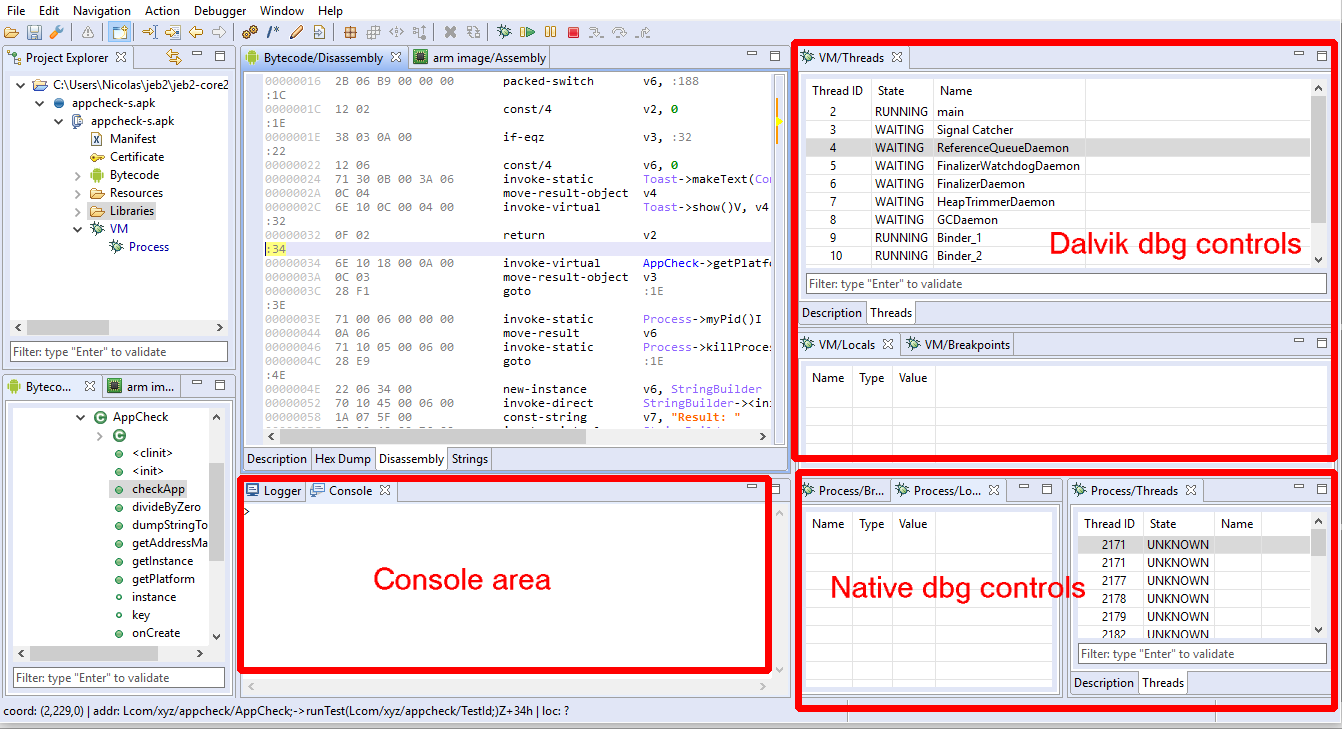 File Edit Navigation Action Debugger Window Help
Project Explorer
C:\Users\Nicolas\jeb2\jeb2-core2
appcheck-s.apk
appcheck-s.apk
Manifest
Certificate
Bytecode
Resources
Libraries
VM
Process
Filter: type "Enter" to validate
Byteco... arm im...
AppCheck
C
<clinit>
<init>
checkApp
divideByZero
dumpStringTo
getAddressMa
getInstance
getPlatform
instance
key
onCreate
Filter: type "Enter" to validate
Bytecode/Disassembly arm image/Assembly
00000016 2B 06 B9 00 00 00 packed-switch v6, :188
:1C
0000001C 12 02 const/4 v2, 0
:1E
0000001E 38 03 0A 00 if-eqz v3, :32
:22
00000022 12 06 const/4 v6, 0
00000024 71 30 0B 00 3A 06 invoke-static Toast->makeText(Co
0000002A 0C 04 move-result-object v4
0000002C 6E 10 0C 00 04 00 invoke-virtual Toast->show()V, v4
:32
00000032 0F 02 return v2
:34
00000034 6E 10 18 00 0A 00 invoke-virtual AppCheck->getPlatf
0000003A 0C 03 move-result-object v3
0000003C 28 F1 goto :1E
:3E
0000003E 71 00 06 00 00 00 invoke-static Process->myPid()I
00000044 0A 06 move-result v6
00000046 71 10 05 00 06 00 invoke-static Process->killProces
0000004C 28 E9 goto :1E
:4E
0000004E 22 06 34 00 new-instance v6, StringBuilder
00000052 70 10 45 00 06 00 invoke-direct StringBuilder-><ini
00000058 1A 07 5F 00 const-string v7, "Result: "
Description Hex Dump Disassembly Strings
Logger Console
>
Console area
VM/Threads
Thread ID State Name
2 RUNNING main
3 WAITING Signal Catcher
4 WAITING ReferenceQueueDaemon
5 WAITING FinalizerWatchdogDaemon
6 WAITING FinalizerDaemon
7 WAITING HeapTrimmerDaemon
8 WAITING GCDaemon
9 RUNNING Binder_1
10 RUNNING Binder_2
Dalvik dbg controls
Filter: type "Enter" to validate
Description Threads
VM/Locals VM/Breakpoints
Name Type Value
Process/Br... Process/Lo...
Name Type Value
Native dbg controls
Process/Threads
Thread ID State Name
2171 UNKNOWN
2171 UNKNOWN
2177 UNKNOWN
2178 UNKNOWN
2179 UNKNOWN
2182 UNKNOWN
Filter: type "Enter" to validate
Description Threads
coord: (2,229,0) | addr: Lcom/xyz/appcheck/AppCheck;->runTest(Lcom/xyz/appcheck/TestId;)Z+34h | loc: ?